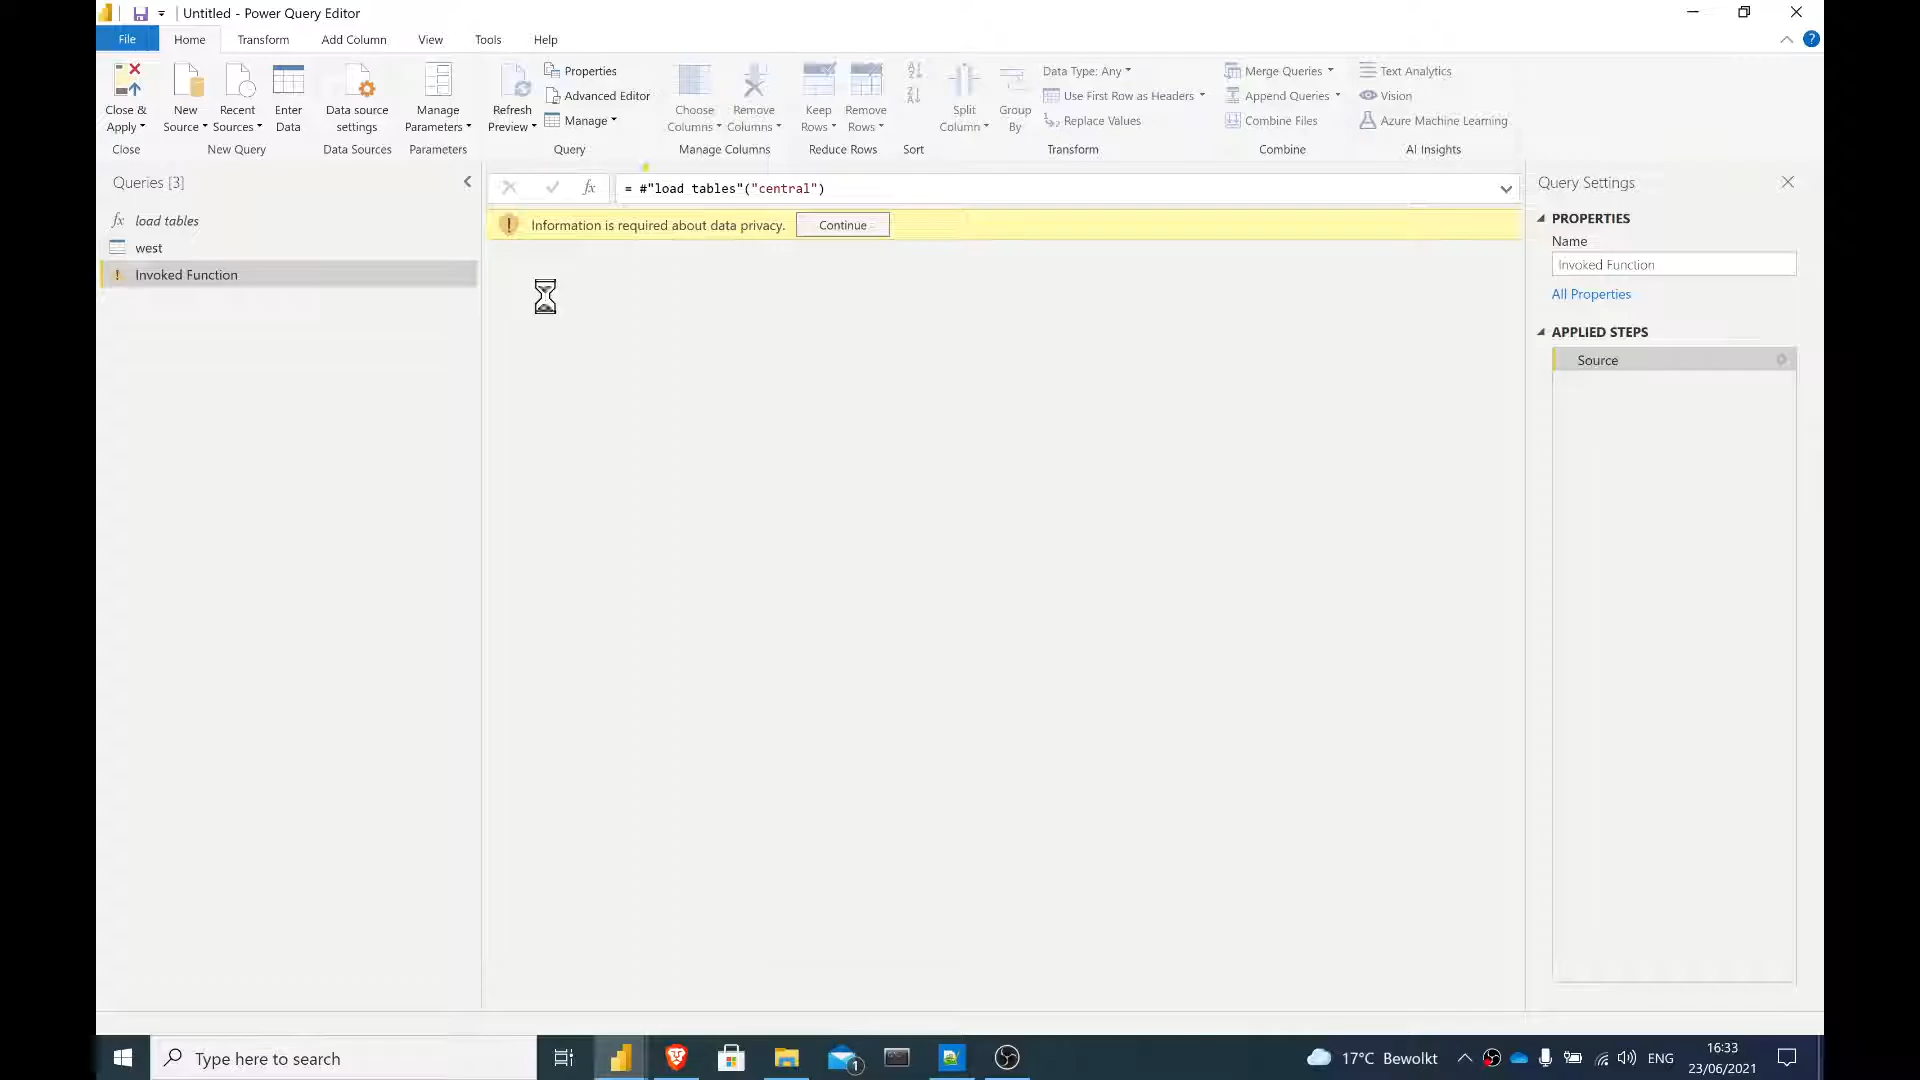 Untitled - Power Query Editor
File Home Transform Add Column View Tools Help
Close & Apply
New Source
Recent Sources
Enter Data
Data source settings
Manage Parameters
Refresh Preview
Properties
Advanced Editor
Manage
Choose Columns
Remove Columns
Keep Rows
Remove Rows
Split Column
Group By
Data Type: Any
Use First Row as Headers
Replace Values
Merge Queries
Append Queries
Combine Files
Text Analytics
Vision
Azure Machine Learning
Close New Query Data Sources Parameters Query Manage Columns Reduce Rows Sort Transform Combine AI Insights
Queries [3]
fx load tables
west
Invoked Function
fx = #"load tables"("central")
Information is required about data privacy. Continue
Query Settings
PROPERTIES
Name
Invoked Function
All Properties
APPLIED STEPS
Source
Type here to search
1
17°C Bewolkt
ENG
16:33
23/06/2021